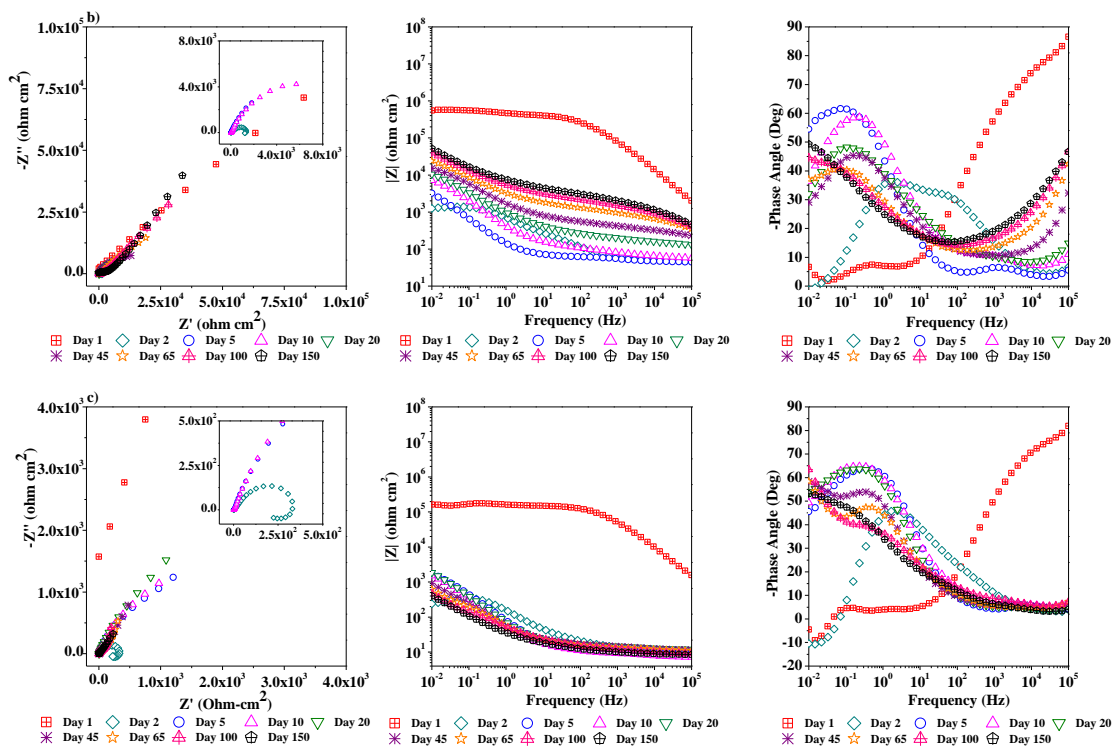 b)
1.0x10^5
7.5x10^4
5.0x10^4
2.5x10^4
0.0
-Z'' (ohm cm^2)
8.0x10^3
4.0x10^3
0.0
0.0 4.0x10^3 8.0x10^3
0.0 2.5x10^4 5.0x10^4 7.5x10^4 1.0x10^5
Z' (ohm cm^2)
10^8
10^7
10^6
10^5
10^4
10^3
10^2
10^1
|Z| (ohm cm^2)
10^-2 10^-1 10^0 10^1 10^2 10^3 10^4 10^5
Frequency (Hz)
90
80
70
60
50
40
30
20
10
0
-Phase Angle (Deg)
10^-2 10^-1 10^0 10^1 10^2 10^3 10^4 10^5
Frequency (Hz)
Day 1 Day 2 Day 5 Day 10 Day 20
Day 45 Day 65 Day 100 Day 150
Day 1 Day 2 Day 5 Day 10 Day 20
Day 45 Day 65 Day 100 Day 150
Day 1 Day 2 Day 5 Day 10 Day 20
Day 45 Day 65 Day 100 Day 150
c)
4.0x10^3
3.0x10^3
2.0x10^3
1.0x10^3
0.0
-Z'' (ohm cm^2)
5.0x10^2
2.5x10^2
0.0
0.0 2.5x10^2 5.0x10^2
0.0 1.0x10^3 2.0x10^3 3.0x10^3 4.0x10^3
Z' (Ohm-cm^2)
10^8
10^7
10^6
10^5
10^4
10^3
10^2
10^1
|Z| (ohm cm^2)
10^-2 10^-1 10^0 10^1 10^2 10^3 10^4 10^5
Frequency (Hz)
90
80
70
60
50
40
30
20
10
0
-10
-20
-Phase Angle (Deg)
10^-2 10^-1 10^0 10^1 10^2 10^3 10^4 10^5
Frequency (Hz)
Day 1 Day 2 Day 5 Day 10 Day 20
Day 45 Day 65 Day 100 Day 150
Day 1 Day 2 Day 5 Day 10 Day 20
Day 45 Day 65 Day 100 Day 150
Day 1 Day 2 Day 5 Day 10 Day 20
Day 45 Day 65 Day 100 Day 150